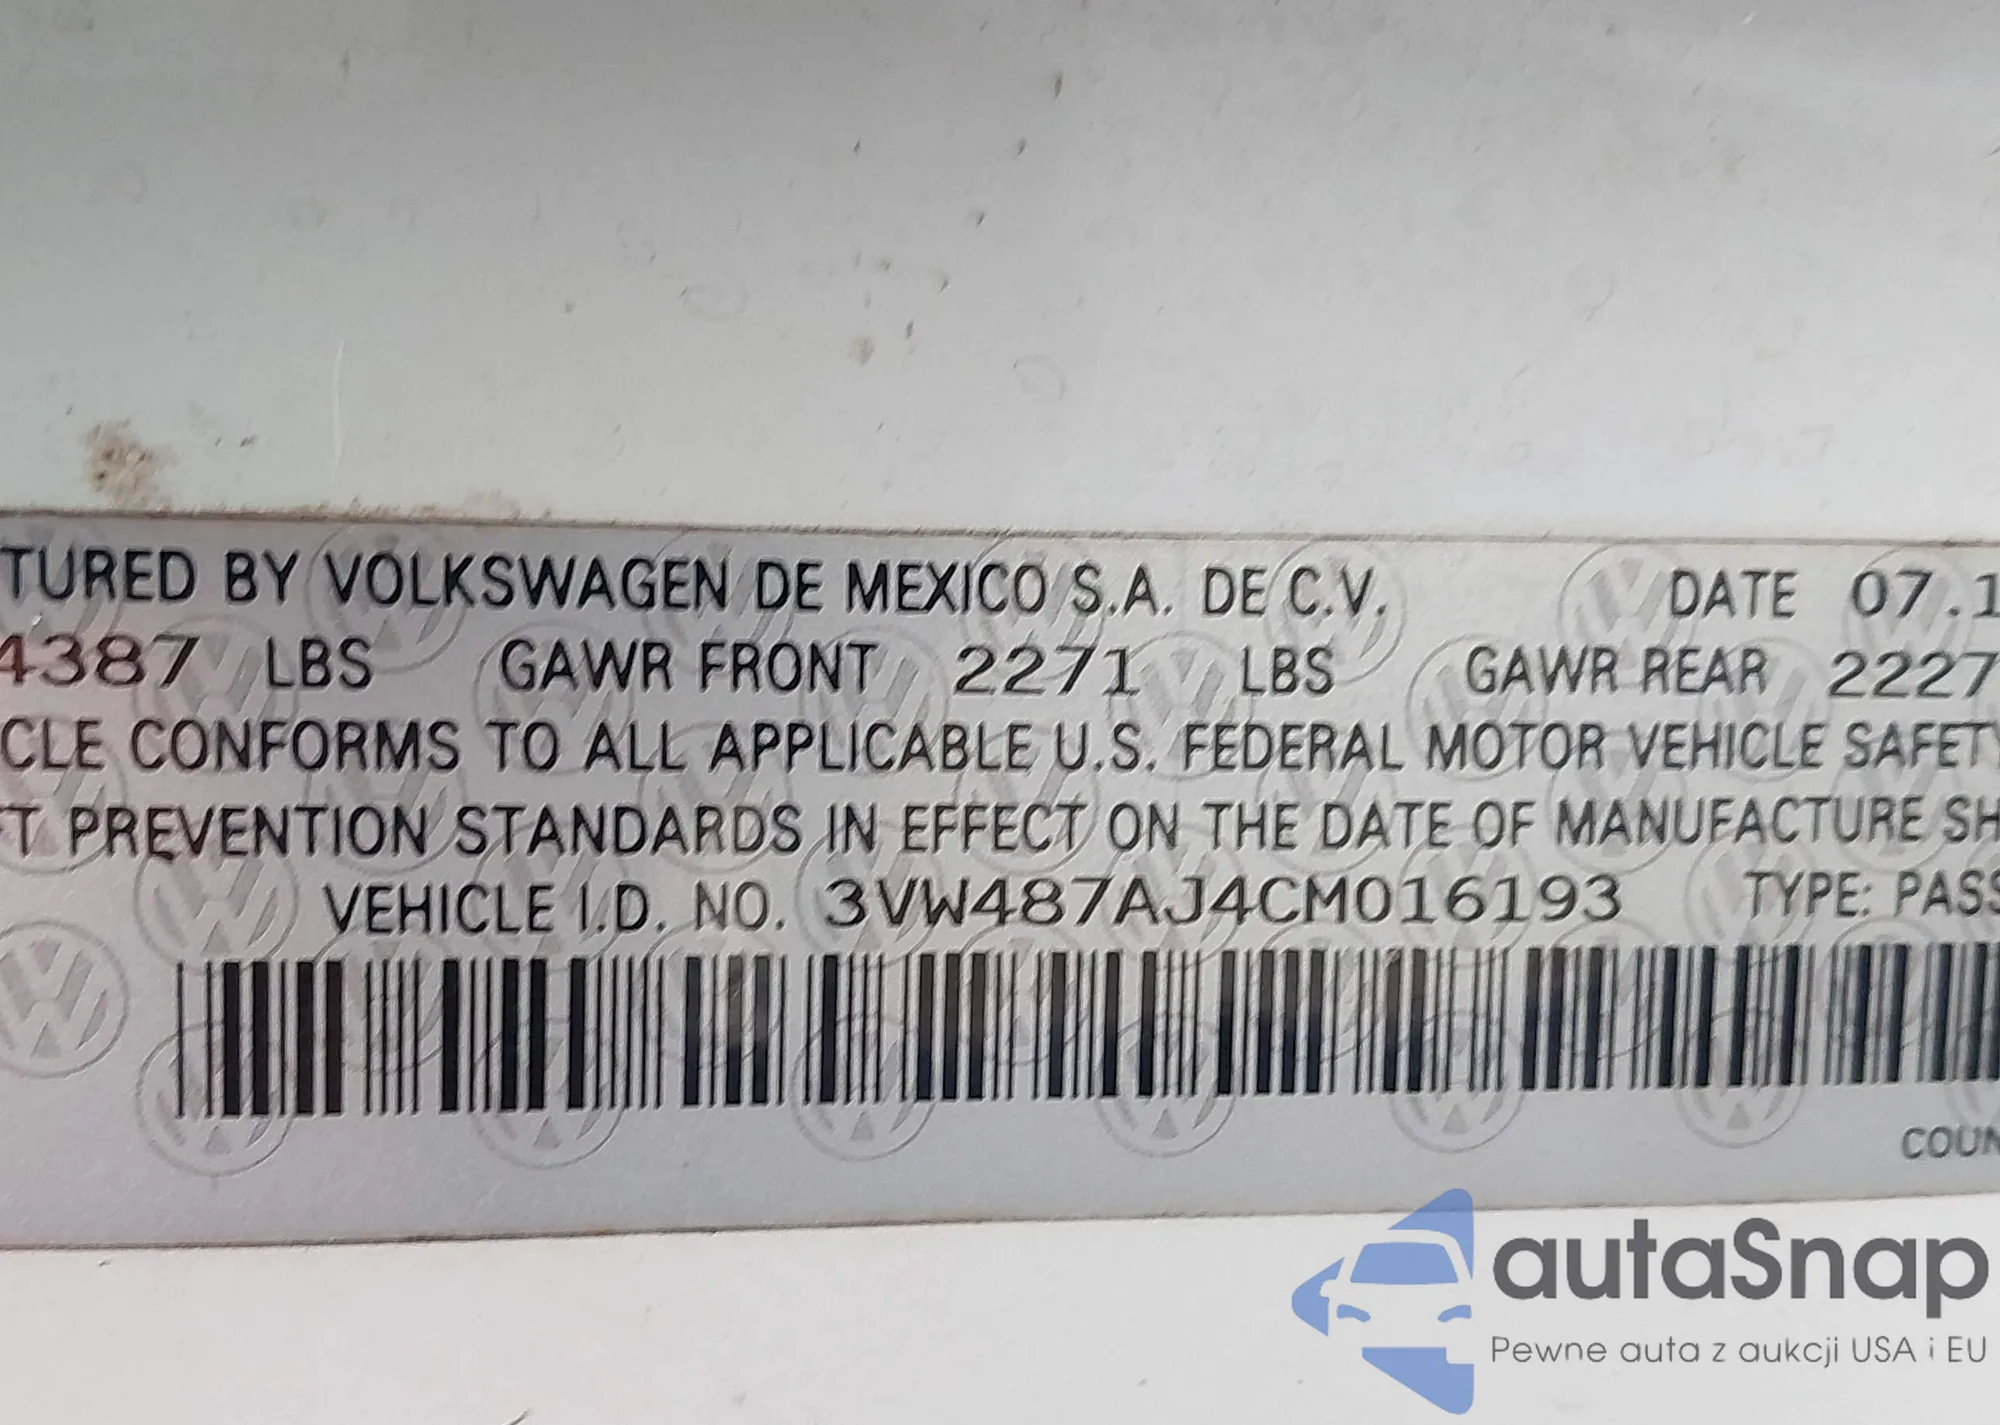 TURED BY VOLKSWAGEN DE MEXICO S.A. DE C.V. DATE 07.1
4387 LBS GAWR FRONT 2271 LBS GAWR REAR 2227
CLE CONFORMS TO ALL APPLICABLE U.S. FEDERAL MOTOR VEHICLE SAFETY
FT PREVENTION STANDARDS IN EFFECT ON THE DATE OF MANUFACTURE SH
VEHICLE I.D. NO. 3VW487AJ4CM016193 TYPE: PASS
COUN
autaSnap
Pewne auta z aukcji USA i EU